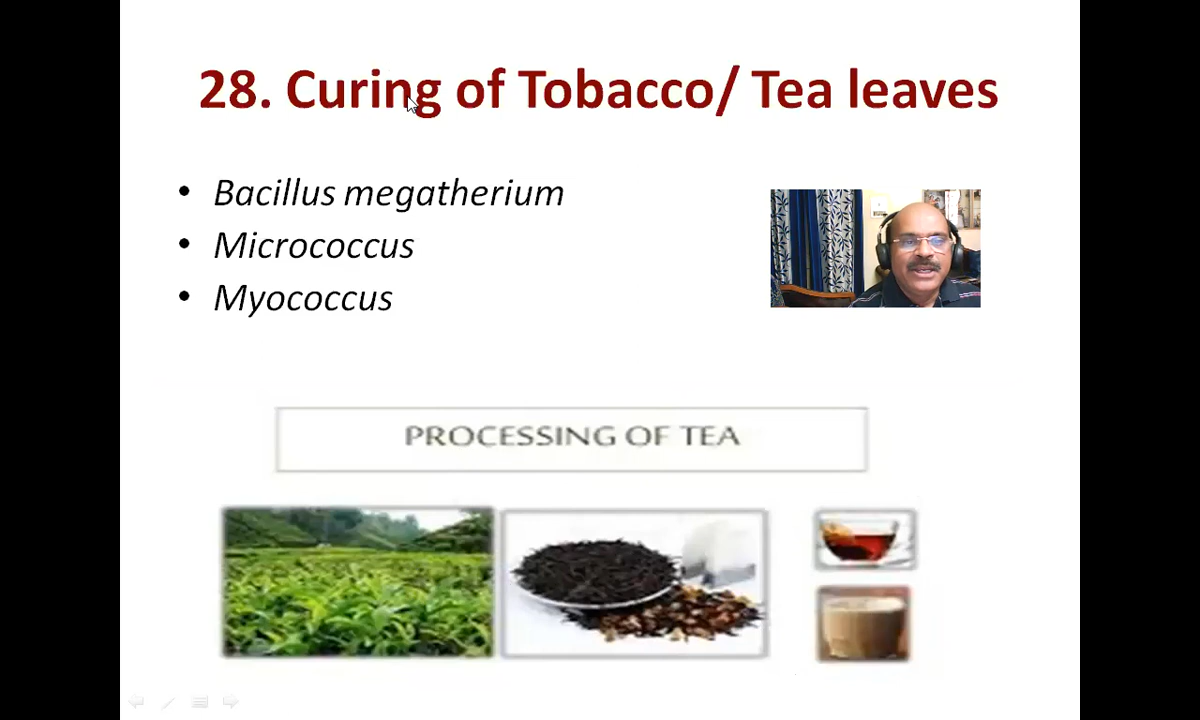 28. Curing of Tobacco/ Tea leaves
• Bacillus megatherium
• Micrococcus
• Myococcus
PROCESSING OF TEA